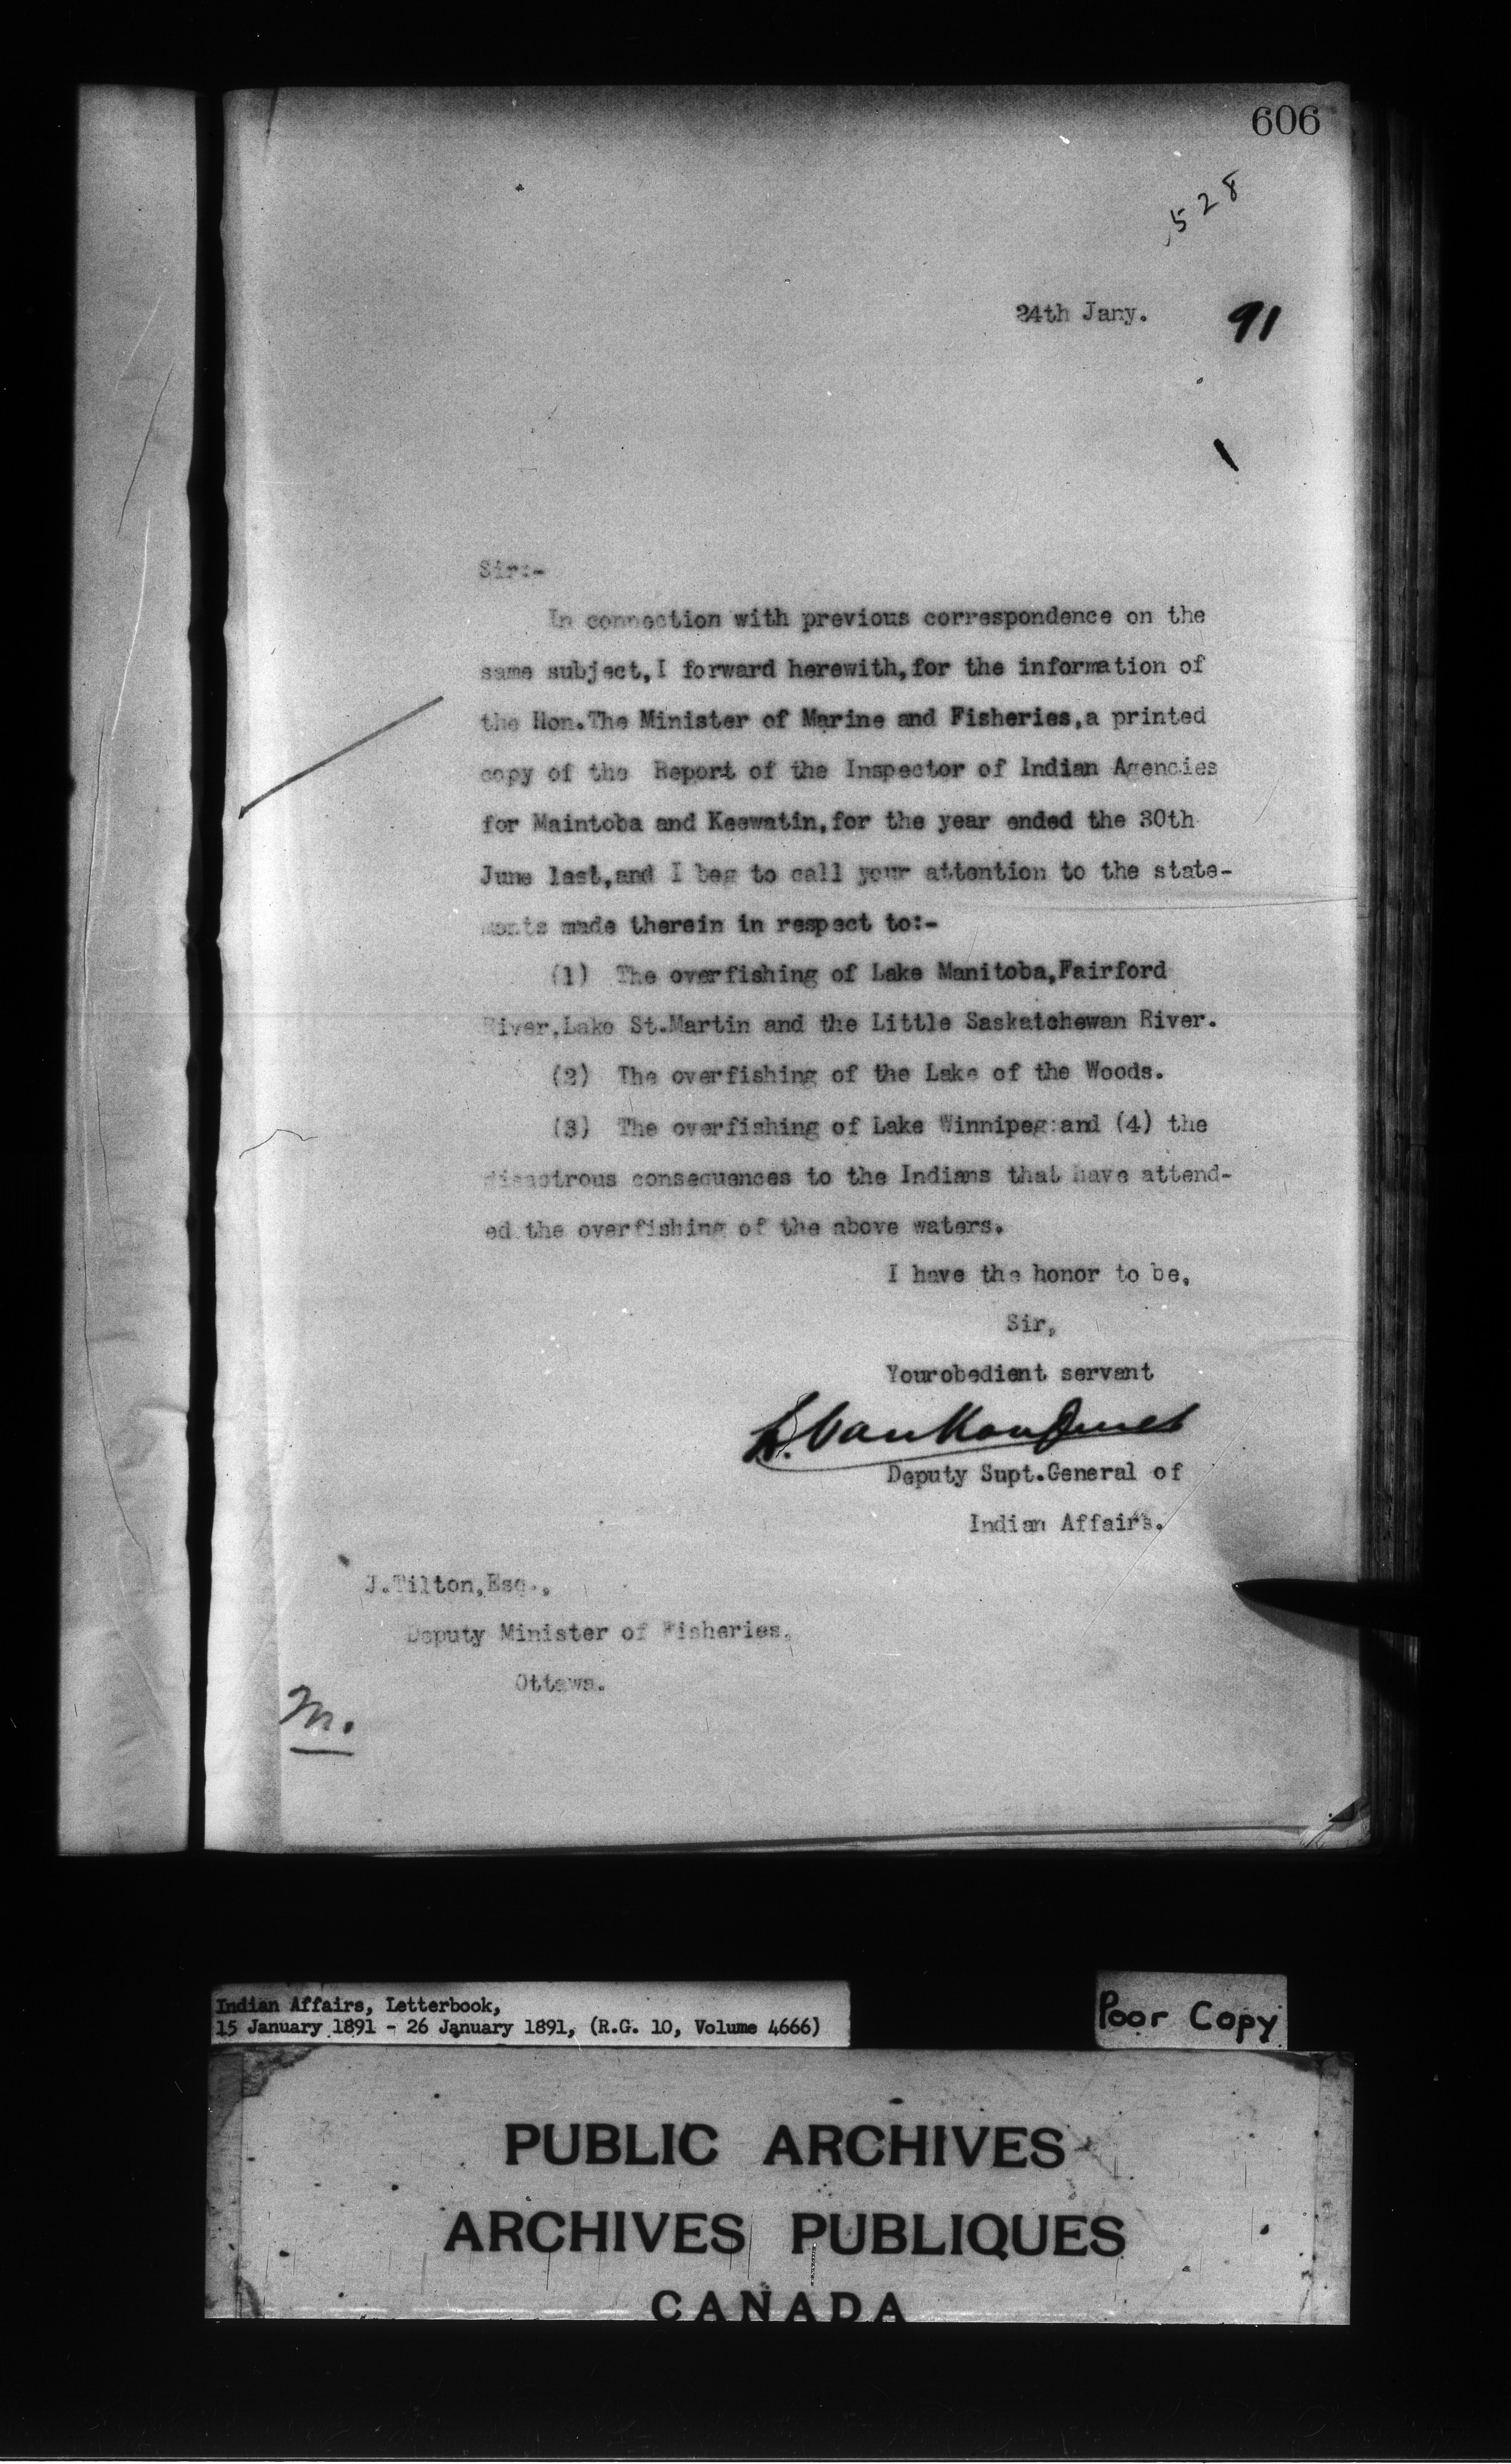 606
528
24th Jany. 91
Sir:-
In connection with previous correspondence on the
same subject,I forward herewith,for the information of
the Hon.The Minister of Marine and Fisheries,a printed
copy of the Report of the Inspector of Indian Agencies
for Maintoba and Keewatin,for the year ended the 30th
June last,and I beg to call your attention to the state-
ments made therein in respect to:-
(1) The overfishing of Lake Manitoba,Fairford
River,Lake St.Martin and the Little Saskatchewan River.
(2) The overfishing of the Lake of the Woods.
(3) The overfishing of Lake Winnipeg:and (4) the
disastrous consequences to the Indians that have attend-
ed the overfishing of the above waters.
I have the honor to be,
Sir,
Yourobedient servant
L. VanKoughnet
Deputy Supt.General of
Indian Affairs.
J.Tilton,Esq.,
Deputy Minister of Fisheries,
Ottawa.
M.
Indian Affairs, Letterbook,
15 January 1891 - 26 January 1891, (R.G. 10, Volume 4666)
Poor Copy
PUBLIC ARCHIVES
ARCHIVES PUBLIQUES
CANADA